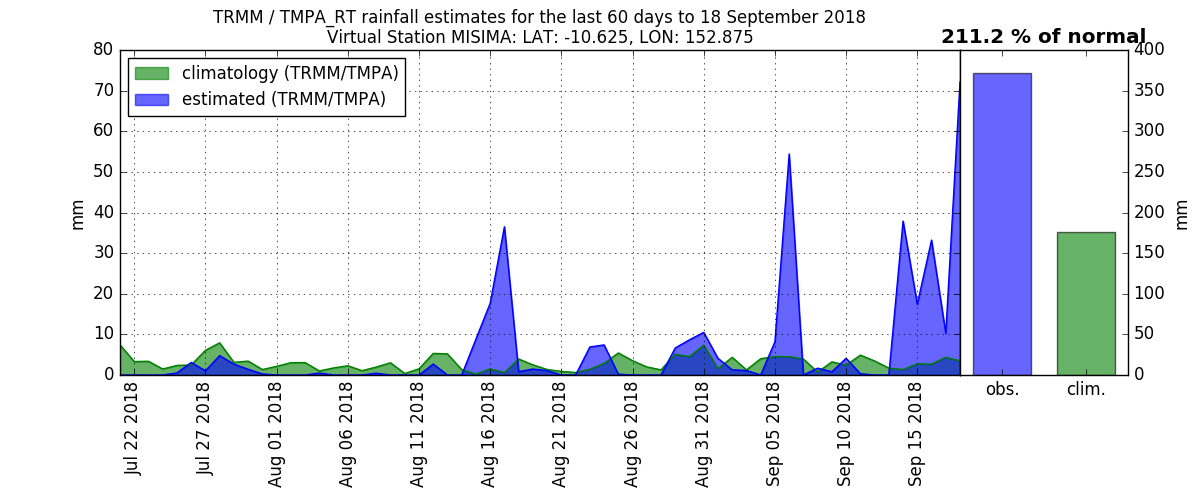 TRMM / TMPA_RT rainfall estimates for the last 60 days to 18 September 2018
Virtual Station MISIMA: LAT: -10.625, LON: 152.875
211.2 % of normal
climatology (TRMM/TMPA)
estimated (TRMM/TMPA)
80
70
60
50
40
30
20
10
0
mm
400
350
300
250
200
150
100
50
0
mm
Jul 22 2018
Jul 27 2018
Aug 01 2018
Aug 06 2018
Aug 11 2018
Aug 16 2018
Aug 21 2018
Aug 26 2018
Aug 31 2018
Sep 05 2018
Sep 10 2018
Sep 15 2018
obs.
clim.